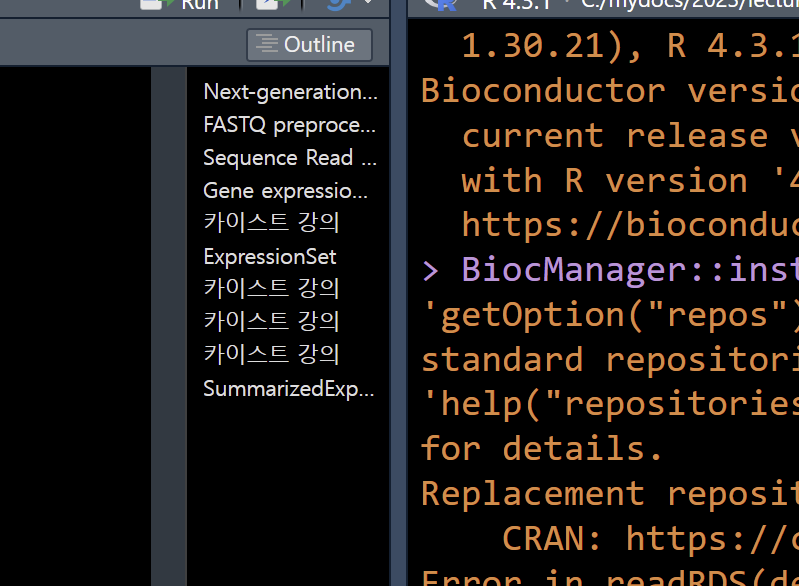 Run
Outline
Next-generation...
FASTQ preproce...
Sequence Read ...
Gene expressio...
카이스트 강의
ExpressionSet
카이스트 강의
카이스트 강의
카이스트 강의
SummarizedExp...
R 4.3.1 · C:/mydocs/2023/lectu
1.30.21), R 4.3.1
Bioconductor versio
current release v
with R version '4
https://bioconduc
> BiocManager::inst
'getOption("repos")
standard repositori
'help("repositories
for details.
Replacement reposit
CRAN: https://c
Error in readRDS(de